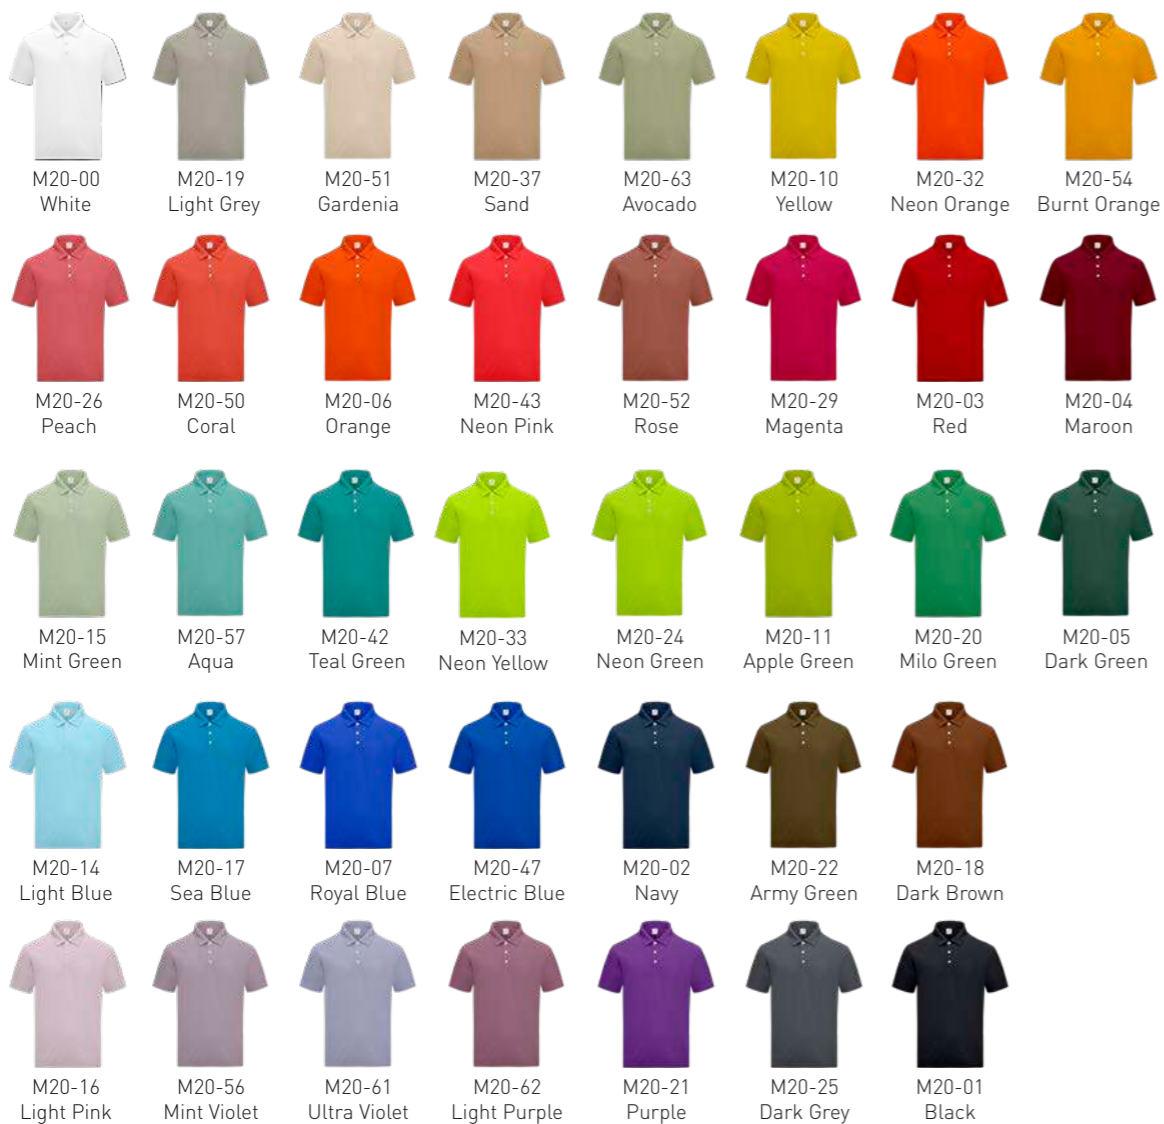 M20-00 M20-19 M20-51 M20-37 M20-63 M20-10 M20-32 M20-54
White Light Grey Gardenia Sand Avocado Yellow Neon Orange Burnt Orange
M20-26 M20-50 M20-06 M20-43 M20-52 M20-29 M20-03 M20-04
Peach Coral Orange Neon Pink Rose Magenta Red Maroon
M20-15 M20-57 M20-42 M20-33 M20-24 M20-11 M20-20 M20-05
Mint Green Aqua Teal Green Neon Yellow Neon Green Apple Green Milo Green Dark Green
M20-14 M20-17 M20-07 M20-47 M20-02 M20-22 M20-18
Light Blue Sea Blue Royal Blue Electric Blue Navy Army Green Dark Brown
M20-16 M20-56 M20-61 M20-62 M20-21 M20-25 M20-01
Light Pink Mint Violet Ultra Violet Light Purple Purple Dark Grey Black